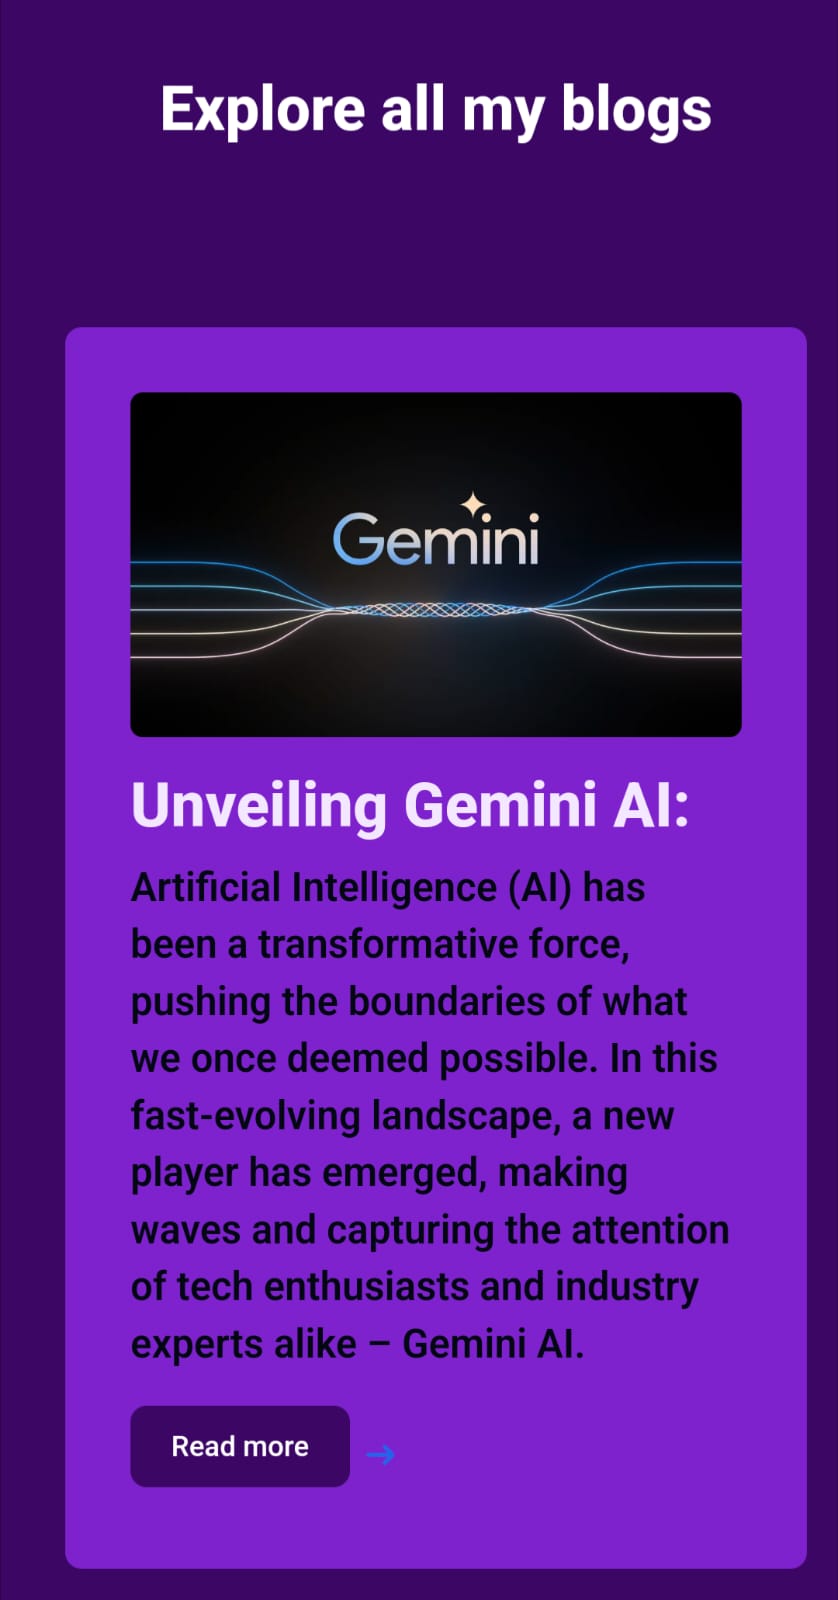 Explore all my blogs
Gemini
Unveiling Gemini AI:
Artificial Intelligence (AI) has
been a transformative force,
pushing the boundaries of what
we once deemed possible. In this
fast-evolving landscape, a new
player has emerged, making
waves and capturing the attention
of tech enthusiasts and industry
experts alike – Gemini AI.
Read more